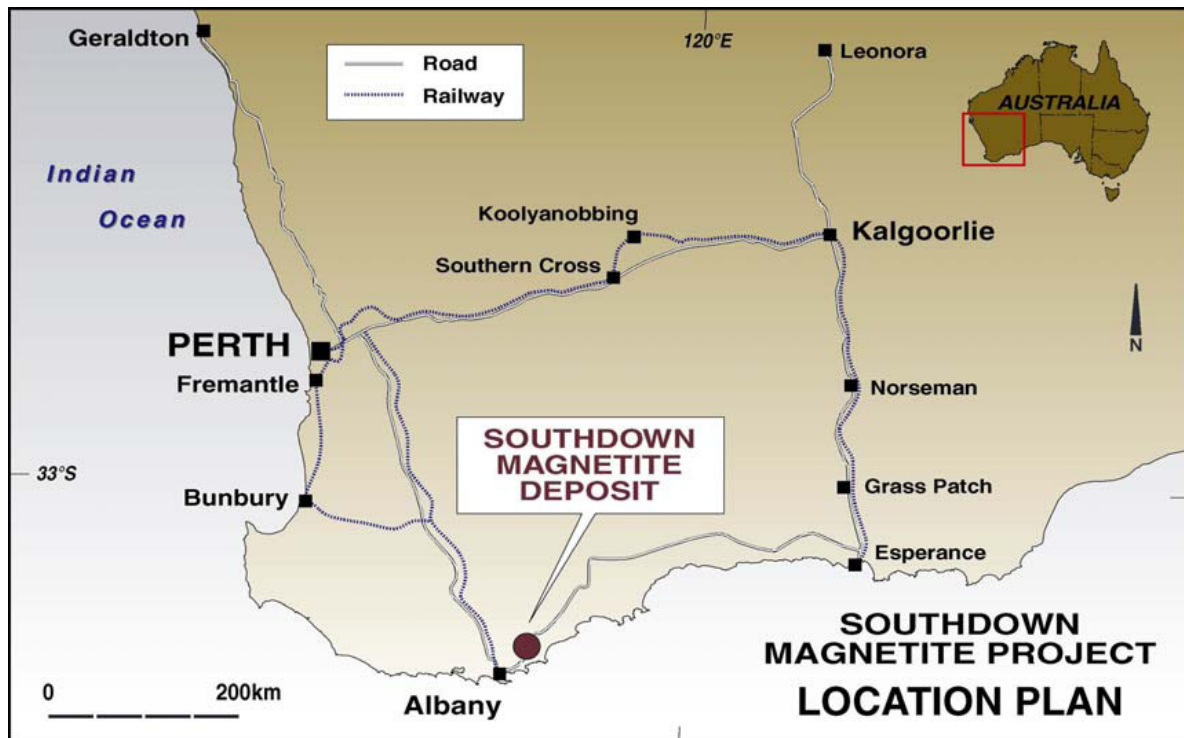 Geraldton
Road
Railway
120°E
Leonora
AUSTRALIA
Indian
Ocean
Koolyanobbing
Kalgoorlie
Southern Cross
PERTH
N
Fremantle
Norseman
SOUTHDOWN
MAGNETITE
DEPOSIT
33°S
Bunbury
Grass Patch
Esperance
SOUTHDOWN
MAGNETITE PROJECT
LOCATION PLAN
0 200km
Albany